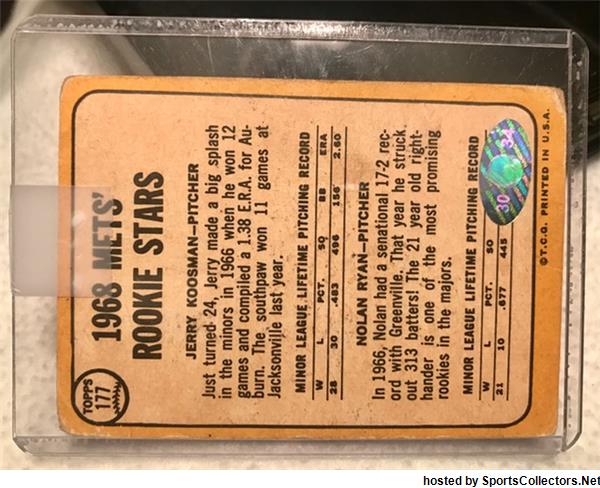 TOPPS
177
1968 METS'
ROOKIE STARS
JERRY KOOSMAN—PITCHER
Just turned 24, Jerry made a big splash
in the minors in 1966 when he won 12
games and compiled a 1.38 E.R.A. for Au-
burn. The southpaw won 11 games at
Jacksonville last year.
MINOR LEAGUE LIFETIME PITCHING RECORD
W L PCT. SO BB ERA
28 30 .483 496 156 2.60
NOLAN RYAN—PITCHER
In 1966, Nolan had a senational 17-2 rec-
ord with Greenville. That year he struck
out 313 batters! The 21 year old right-
hander is one of the most promising
rookies in the majors.
MINOR LEAGUE LIFETIME PITCHING RECORD
W L PCT. SO
21 10 .677 445
30 34
©T.C.G. PRINTED IN U.S.A.
hosted by SportsCollectors.Net